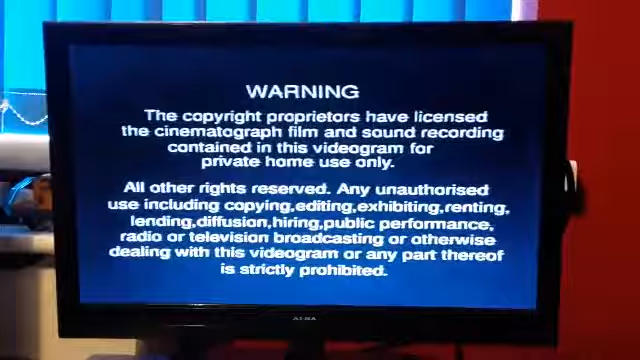 WARNING
The copyright proprietors have licensed
the cinematograph film and sound recording
contained in this videogram for
private home use only.
All other rights reserved. Any unauthorised
use including copying,editing,exhibiting,renting,
lending,diffusion,hiring,public performance,
radio or television broadcasting or otherwise
dealing with this videogram or any part thereof
is strictly prohibited.